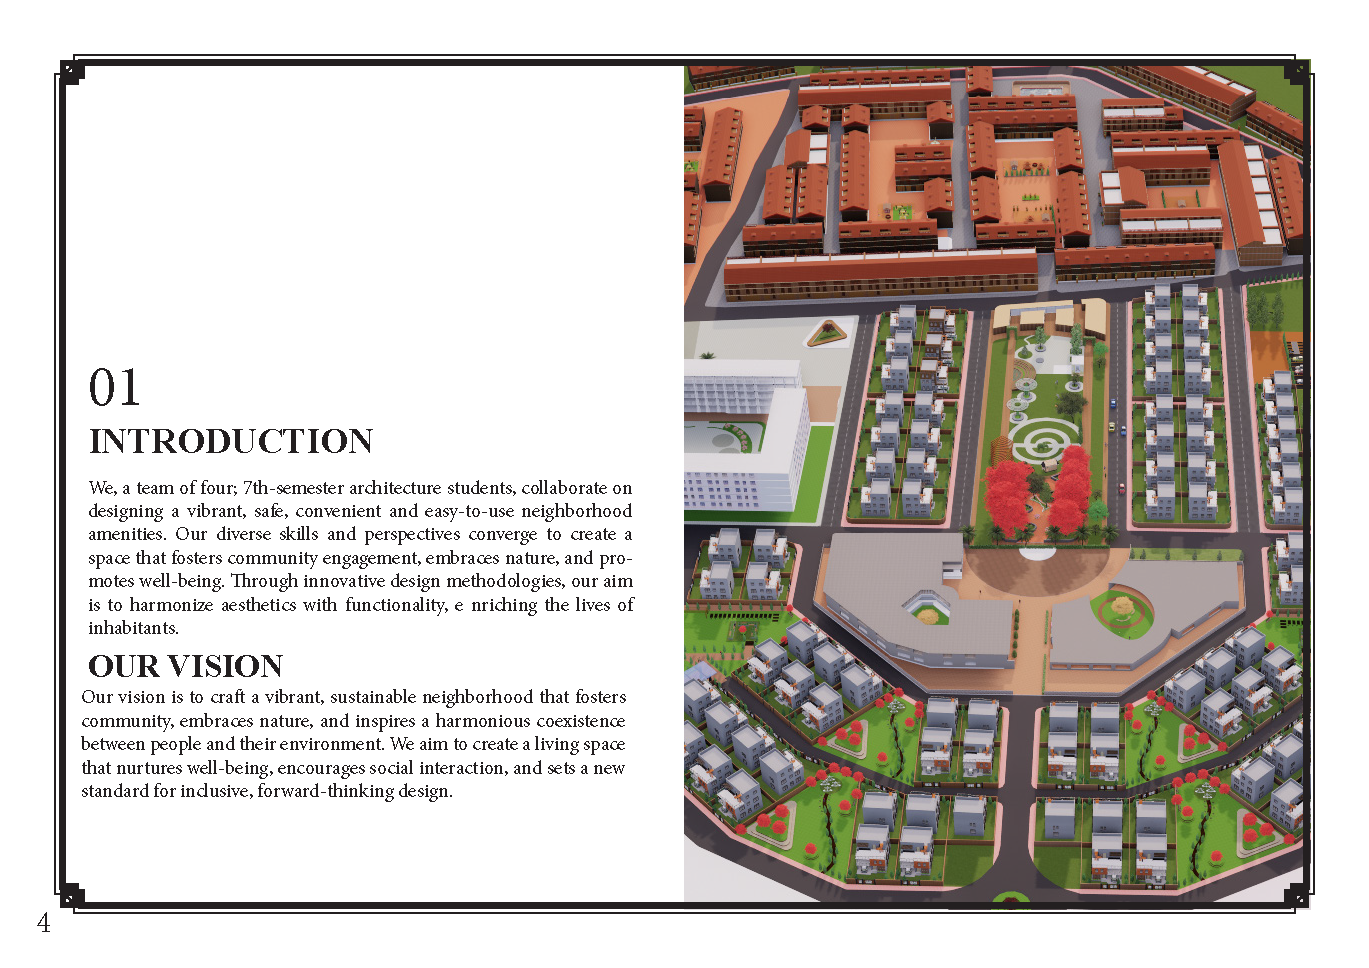 01
INTRODUCTION
We, a team of four; 7th-semester architecture students, collaborate on
designing a vibrant, safe, convenient and easy-to-use neighborhood
amenities. Our diverse skills and perspectives converge to create a
space that fosters community engagement, embraces nature, and pro-
motes well-being. Through innovative design methodologies, our aim
is to harmonize aesthetics with functionality, e nriching the lives of
inhabitants.
OUR VISION
Our vision is to craft a vibrant, sustainable neighborhood that fosters
community, embraces nature, and inspires a harmonious coexistence
between people and their environment. We aim to create a living space
that nurtures well-being, encourages social interaction, and sets a new
standard for inclusive, forward-thinking design.
4